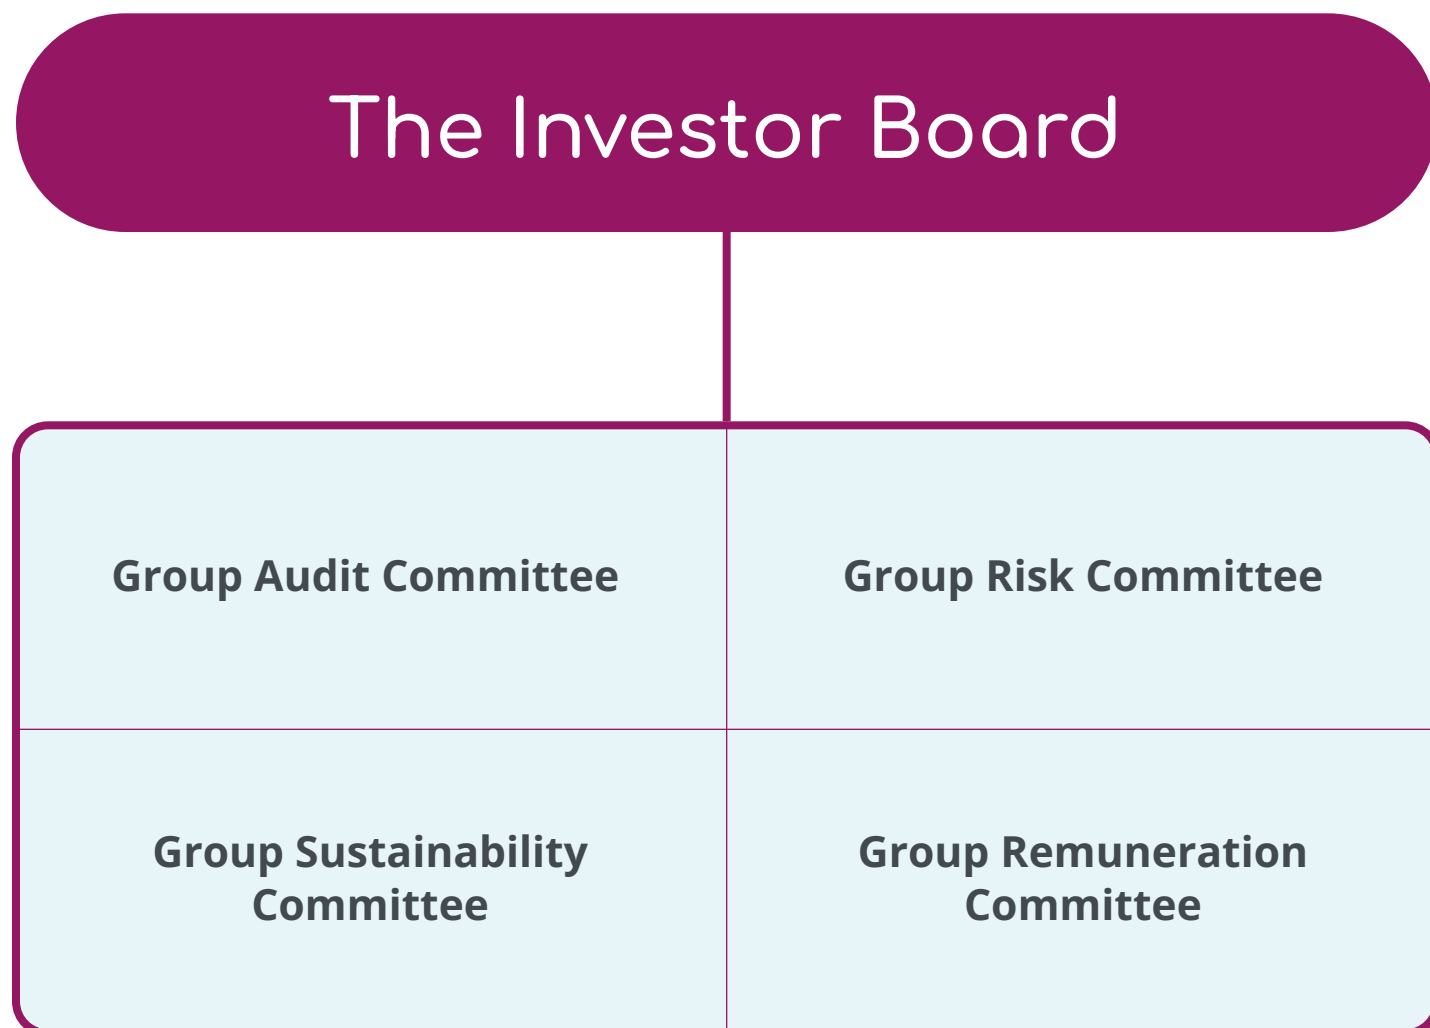 The Investor Board
Group Audit Committee
Group Risk Committee
Group Sustainability
Committee
Group Remuneration
Committee